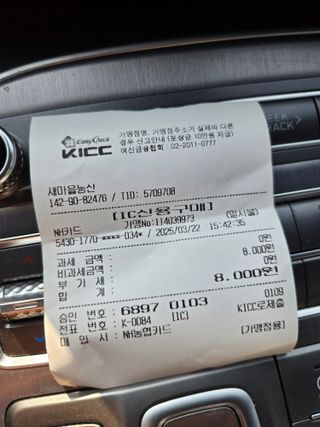 EasyCheck
KICC
가맹점명, 가맹점주소가 실제와 다른
경우 신고안내 (포상금 10만원 지급)
여신금융협회 : 02-2011-0777
새마을농산
142-90-82476 / TID: 5709708
[IC신용구매]
NH카드 가맹No:114039973 (일시불)
5430-1770-****-034* / 2025/03/22 15:42:35
과세 금액 : 0원
비과세금액 : 8,000원
부 가 세 : 0원
합 계 : 8,000원
0109
승인 번호 : 6897 0103
전표 번호 : K-0084 [IC] KICC로제출
매 입 사 : NH농협카드 [가맹점용]
SEEK
TRACK